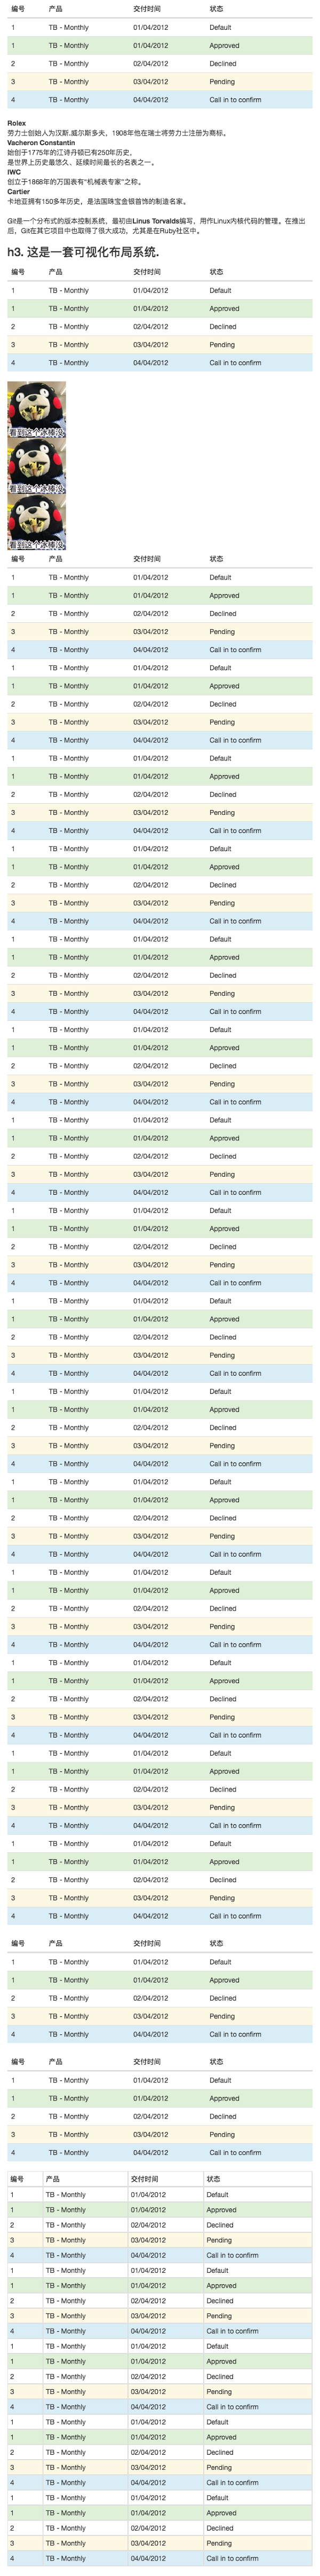 编号 产品 交付时间 状态
1 TB - Monthly 01/04/2012 Default
1 TB - Monthly 01/04/2012 Approved
2 TB - Monthly 02/04/2012 Declined
3 TB - Monthly 03/04/2012 Pending
4 TB - Monthly 04/04/2012 Call in to confirm
Rolex
劳力士创始人为汉斯.威尔斯多夫，1908年他在瑞士将劳力士注册为商标。
Vacheron Constantin
始创于1775年的江诗丹顿已有250年历史，
是世界上历史最悠久、延续时间最长的名表之一。
IWC
创立于1868年的万国表有“机械表专家”之称。
Cartier
卡地亚拥有150多年历史，是法国珠宝金银首饰的制造名家。
Git是一个分布式的版本控制系统，最初由Linus Torvalds编写，用作Linux内核代码的管理。在推出
后，Git在其它项目中也取得了很大成功，尤其是在Ruby社区中。
h3. 这是一套可视化布局系统.
编号 产品 交付时间 状态
1 TB - Monthly 01/04/2012 Default
1 TB - Monthly 01/04/2012 Approved
2 TB - Monthly 02/04/2012 Declined
3 TB - Monthly 03/04/2012 Pending
4 TB - Monthly 04/04/2012 Call in to confirm
看到这个冰棒没
看到这个冰棒没
看到这个冰棒没
编号 产品 交付时间 状态
1 TB - Monthly 01/04/2012 Default
1 TB - Monthly 01/04/2012 Approved
2 TB - Monthly 02/04/2012 Declined
3 TB - Monthly 03/04/2012 Pending
4 TB - Monthly 04/04/2012 Call in to confirm
1 TB - Monthly 01/04/2012 Default
1 TB - Monthly 01/04/2012 Approved
2 TB - Monthly 02/04/2012 Declined
3 TB - Monthly 03/04/2012 Pending
4 TB - Monthly 04/04/2012 Call in to confirm
1 TB - Monthly 01/04/2012 Default
1 TB - Monthly 01/04/2012 Approved
2 TB - Monthly 02/04/2012 Declined
3 TB - Monthly 03/04/2012 Pending
4 TB - Monthly 04/04/2012 Call in to confirm
1 TB - Monthly 01/04/2012 Default
1 TB - Monthly 01/04/2012 Approved
2 TB - Monthly 02/04/2012 Declined
3 TB - Monthly 03/04/2012 Pending
4 TB - Monthly 04/04/2012 Call in to confirm
1 TB - Monthly 01/04/2012 Default
1 TB - Monthly 01/04/2012 Approved
2 TB - Monthly 02/04/2012 Declined
3 TB - Monthly 03/04/2012 Pending
4 TB - Monthly 04/04/2012 Call in to confirm
1 TB - Monthly 01/04/2012 Default
1 TB - Monthly 01/04/2012 Approved
2 TB - Monthly 02/04/2012 Declined
3 TB - Monthly 03/04/2012 Pending
4 TB - Monthly 04/04/2012 Call in to confirm
1 TB - Monthly 01/04/2012 Default
1 TB - Monthly 01/04/2012 Approved
2 TB - Monthly 02/04/2012 Declined
3 TB - Monthly 03/04/2012 Pending
4 TB - Monthly 04/04/2012 Call in to confirm
1 TB - Monthly 01/04/2012 Default
1 TB - Monthly 01/04/2012 Approved
2 TB - Monthly 02/04/2012 Declined
3 TB - Monthly 03/04/2012 Pending
4 TB - Monthly 04/04/2012 Call in to confirm
1 TB - Monthly 01/04/2012 Default
1 TB - Monthly 01/04/2012 Approved
2 TB - Monthly 02/04/2012 Declined
3 TB - Monthly 03/04/2012 Pending
4 TB - Monthly 04/04/2012 Call in to confirm
1 TB - Monthly 01/04/2012 Default
1 TB - Monthly 01/04/2012 Approved
2 TB - Monthly 02/04/2012 Declined
3 TB - Monthly 03/04/2012 Pending
4 TB - Monthly 04/04/2012 Call in to confirm
1 TB - Monthly 01/04/2012 Default
1 TB - Monthly 01/04/2012 Approved
2 TB - Monthly 02/04/2012 Declined
3 TB - Monthly 03/04/2012 Pending
4 TB - Monthly 04/04/2012 Call in to confirm
1 TB - Monthly 01/04/2012 Default
1 TB - Monthly 01/04/2012 Approved
2 TB - Monthly 02/04/2012 Declined
3 TB - Monthly 03/04/2012 Pending
4 TB - Monthly 04/04/2012 Call in to confirm
1 TB - Monthly 01/04/2012 Default
1 TB - Monthly 01/04/2012 Approved
2 TB - Monthly 02/04/2012 Declined
3 TB - Monthly 03/04/2012 Pending
4 TB - Monthly 04/04/2012 Call in to confirm
1 TB - Monthly 01/04/2012 Default
1 TB - Monthly 01/04/2012 Approved
2 TB - Monthly 02/04/2012 Declined
3 TB - Monthly 03/04/2012 Pending
4 TB - Monthly 04/04/2012 Call in to confirm
1 TB - Monthly 01/04/2012 Default
1 TB - Monthly 01/04/2012 Approved
2 TB - Monthly 02/04/2012 Declined
3 TB - Monthly 03/04/2012 Pending
4 TB - Monthly 04/04/2012 Call in to confirm
编号 产品 交付时间 状态
1 TB - Monthly 01/04/2012 Default
1 TB - Monthly 01/04/2012 Approved
2 TB - Monthly 02/04/2012 Declined
3 TB - Monthly 03/04/2012 Pending
4 TB - Monthly 04/04/2012 Call in to confirm
编号 产品 交付时间 状态
1 TB - Monthly 01/04/2012 Default
1 TB - Monthly 01/04/2012 Approved
2 TB - Monthly 02/04/2012 Declined
3 TB - Monthly 03/04/2012 Pending
4 TB - Monthly 04/04/2012 Call in to confirm
编号 产品 交付时间 状态
1 TB - Monthly 01/04/2012 Default
1 TB - Monthly 01/04/2012 Approved
2 TB - Monthly 02/04/2012 Declined
3 TB - Monthly 03/04/2012 Pending
4 TB - Monthly 04/04/2012 Call in to confirm
1 TB - Monthly 01/04/2012 Default
1 TB - Monthly 01/04/2012 Approved
2 TB - Monthly 02/04/2012 Declined
3 TB - Monthly 03/04/2012 Pending
4 TB - Monthly 04/04/2012 Call in to confirm
1 TB - Monthly 01/04/2012 Default
1 TB - Monthly 01/04/2012 Approved
2 TB - Monthly 02/04/2012 Declined
3 TB - Monthly 03/04/2012 Pending
4 TB - Monthly 04/04/2012 Call in to confirm
1 TB - Monthly 01/04/2012 Default
1 TB - Monthly 01/04/2012 Approved
2 TB - Monthly 02/04/2012 Declined
3 TB - Monthly 03/04/2012 Pending
4 TB - Monthly 04/04/2012 Call in to confirm
1 TB - Monthly 01/04/2012 Default
1 TB - Monthly 01/04/2012 Approved
2 TB - Monthly 02/04/2012 Declined
3 TB - Monthly 03/04/2012 Pending
4 TB - Monthly 04/04/2012 Call in to confirm